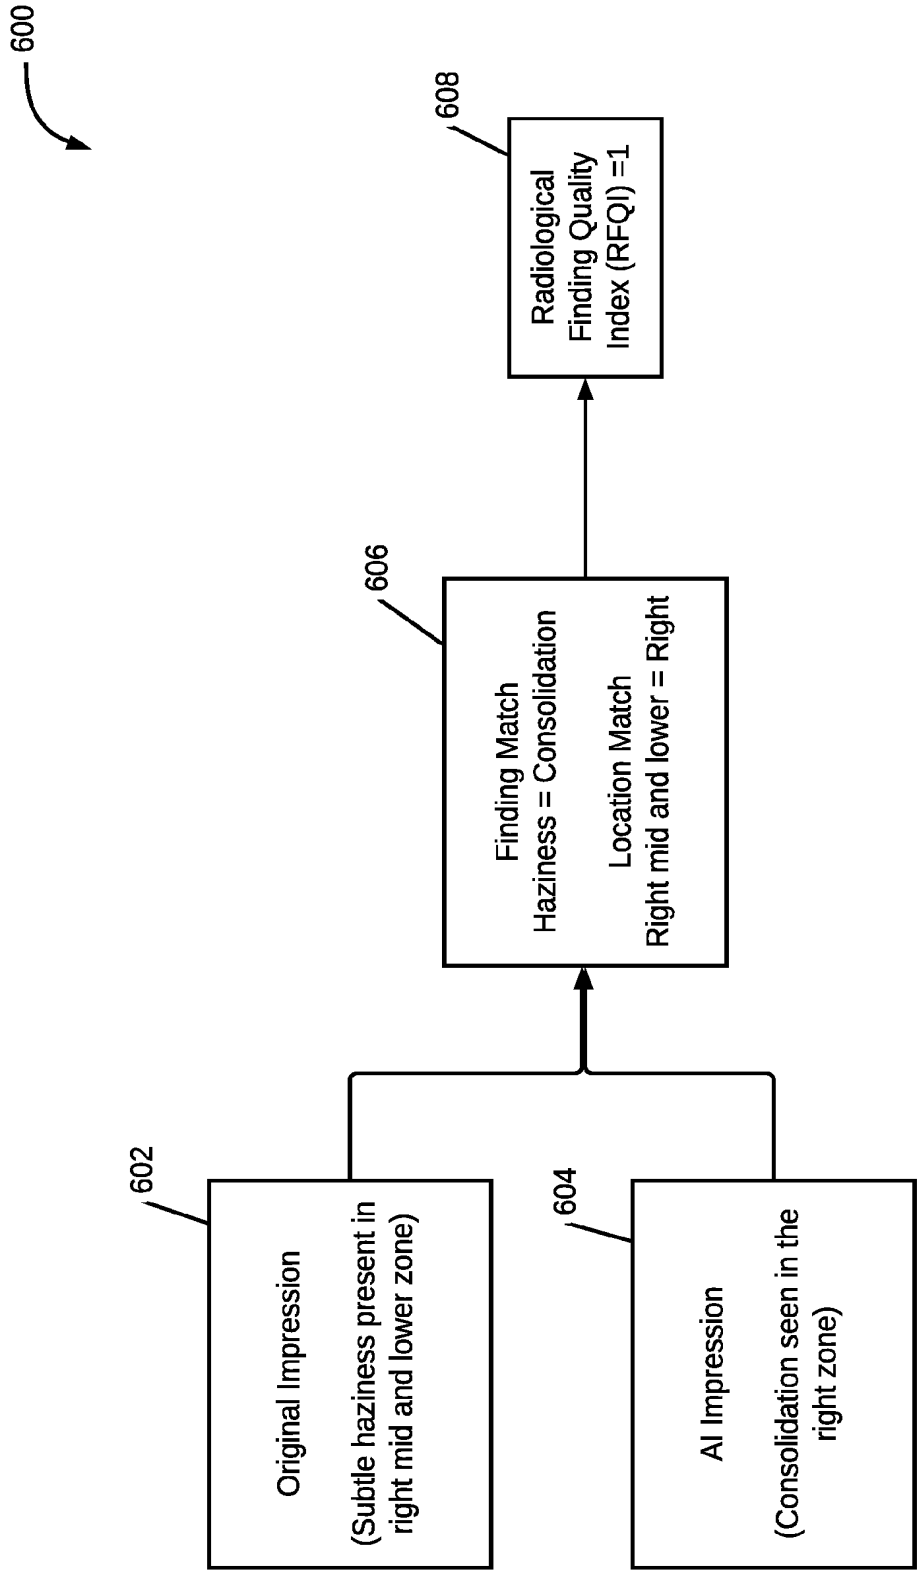 600
602
Original Impression
(Subtle haziness present in
right mid and lower zone)
604
AI Impression
(Consolidation seen in the
right zone)
606
Finding Match
Haziness = Consolidation
Location Match
Right mid and lower = Right
608
Radiological
Finding Quality
Index (RFQI) =1